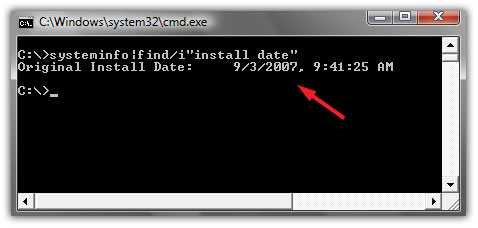 C:\Windows\system32\cmd.exe
C:\>systeminfo|find/i"install date"
Original Install Date:     9/3/2007, 9:41:25 AM
C:\>_